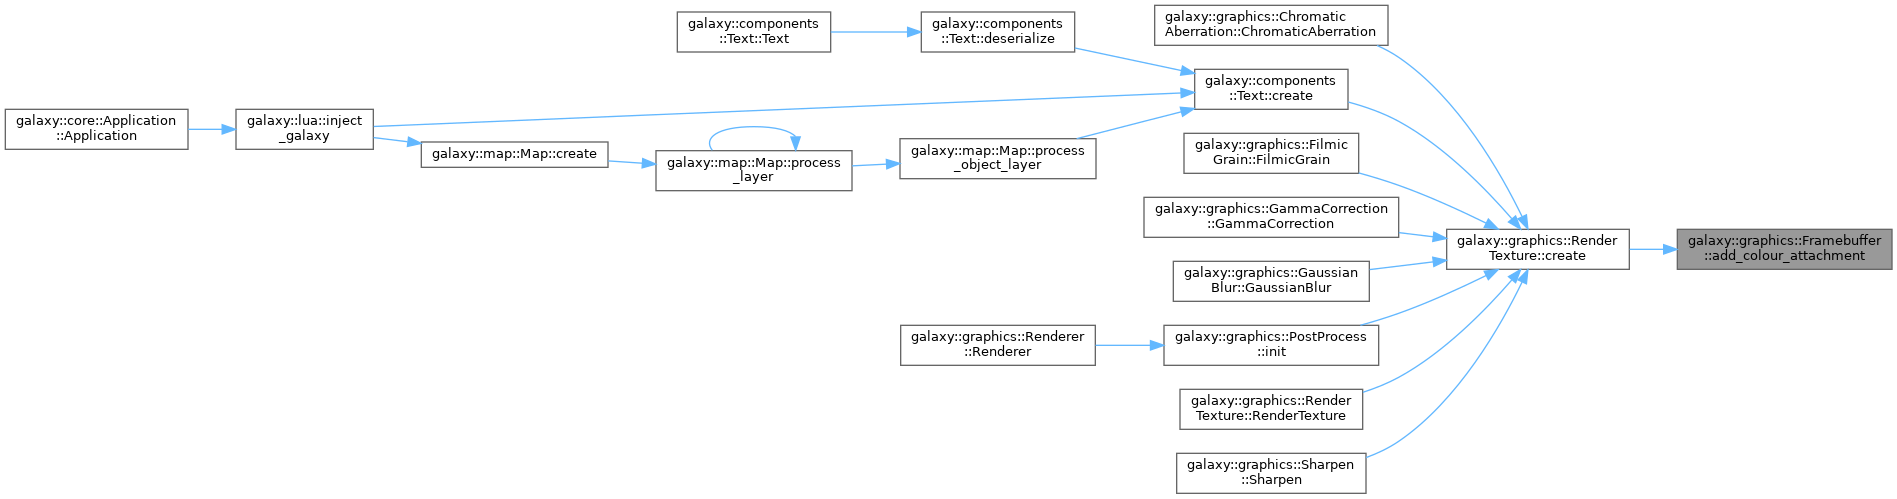 galaxy::components
::Text::Text
galaxy::components
::Text::deserialize
galaxy::graphics::Chromatic
Aberration::ChromaticAberration
galaxy::components
::Text::create
galaxy::core::Application
::Application
galaxy::lua::inject
_galaxy
galaxy::map::Map::create
galaxy::map::Map::process
_layer
galaxy::map::Map::process
_object_layer
galaxy::graphics::Filmic
Grain::FilmicGrain
galaxy::graphics::GammaCorrection
::GammaCorrection
galaxy::graphics::Render
Texture::create
galaxy::graphics::Framebuffer
::add_colour_attachment
galaxy::graphics::Gaussian
Blur::GaussianBlur
galaxy::graphics::Renderer
::Renderer
galaxy::graphics::PostProcess
::init
galaxy::graphics::Render
Texture::RenderTexture
galaxy::graphics::Sharpen
::Sharpen